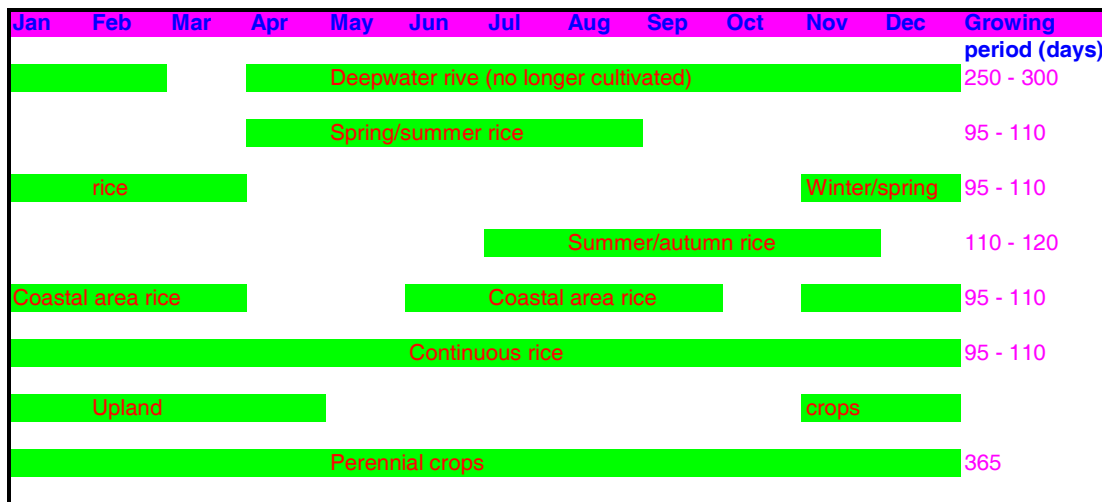 Jan Feb Mar Apr May Jun Jul Aug Sep Oct Nov Dec Growing
period (days)
Deepwater rive (no longer cultivated) 250 - 300
Spring/summer rice 95 - 110
rice Winter/spring 95 - 110
Summer/autumn rice 110 - 120
Coastal area rice Coastal area rice 95 - 110
Continuous rice 95 - 110
Upland crops
Perennial crops 365